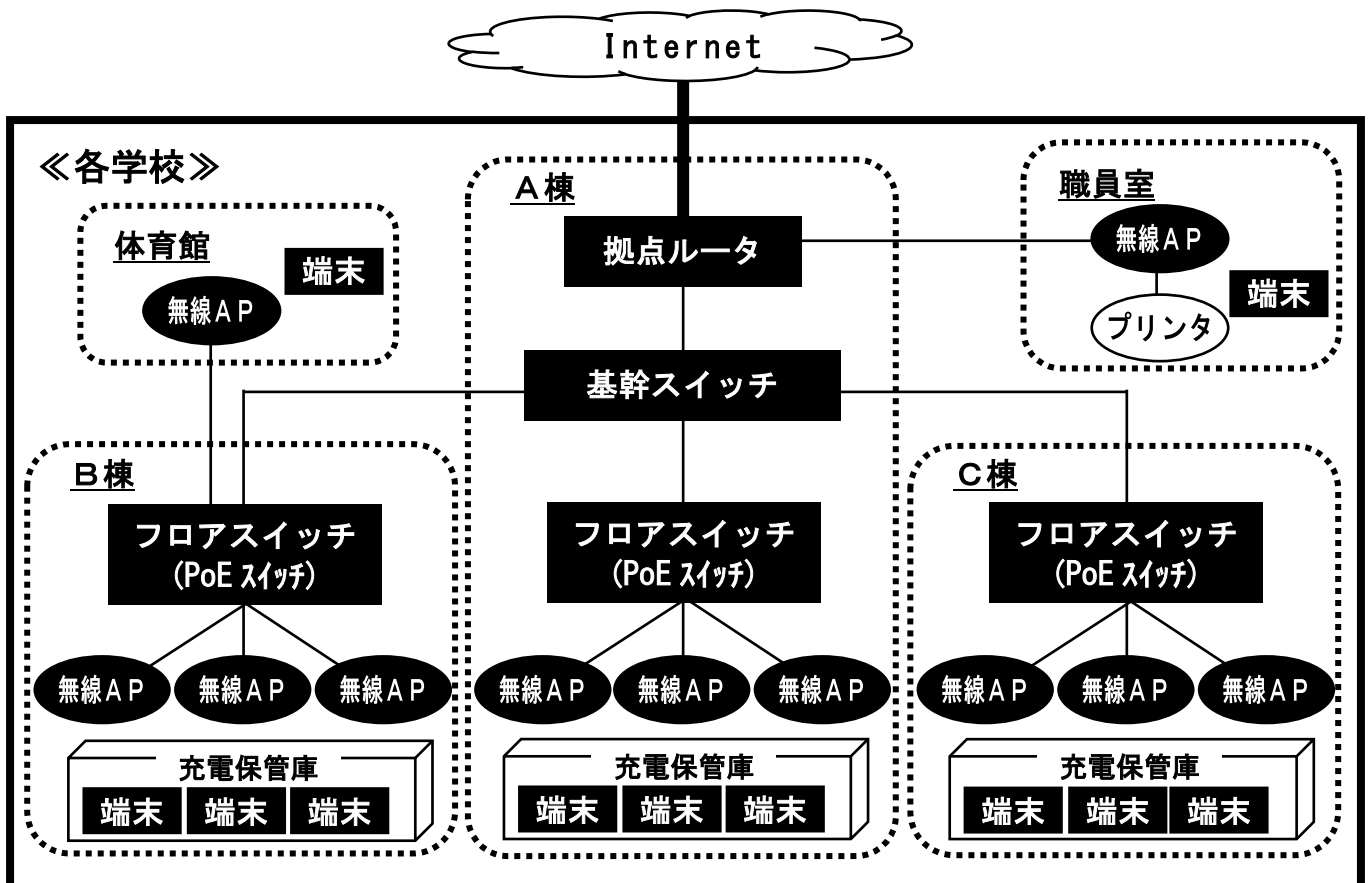 Internet
≪各学校≫
体育館
端末
無線AP
A棟
拠点ルータ
基幹スイッチ
職員室
無線AP
端末
プリンタ
B棟
フロアスイッチ
(PoE スイッチ)
無線AP 無線AP 無線AP
充電保管庫
端末 端末 端末
フロアスイッチ
(PoE スイッチ)
無線AP 無線AP 無線AP
充電保管庫
端末 端末 端末
C棟
フロアスイッチ
(PoE スイッチ)
無線AP 無線AP 無線AP
充電保管庫
端末 端末 端末